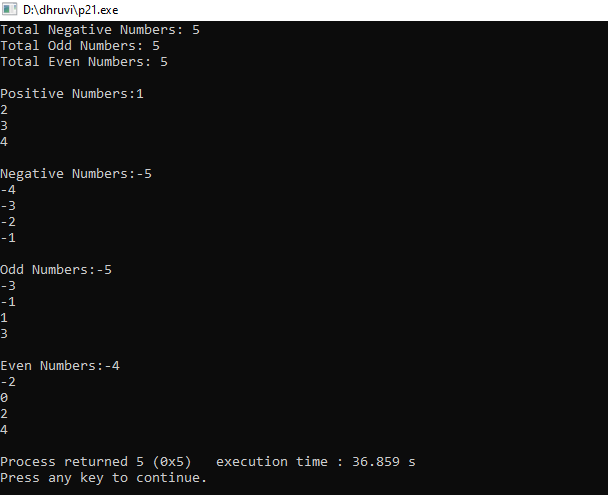 D:\dhruvi\p21.exe
Total Negative Numbers: 5
Total Odd Numbers: 5
Total Even Numbers: 5
Positive Numbers:1
2
3
4
Negative Numbers:-5
-4
-3
-2
-1
Odd Numbers:-5
-3
-1
1
3
Even Numbers:-4
-2
0
2
4
Process returned 5 (0x5)   execution time : 36.859 s
Press any key to continue.